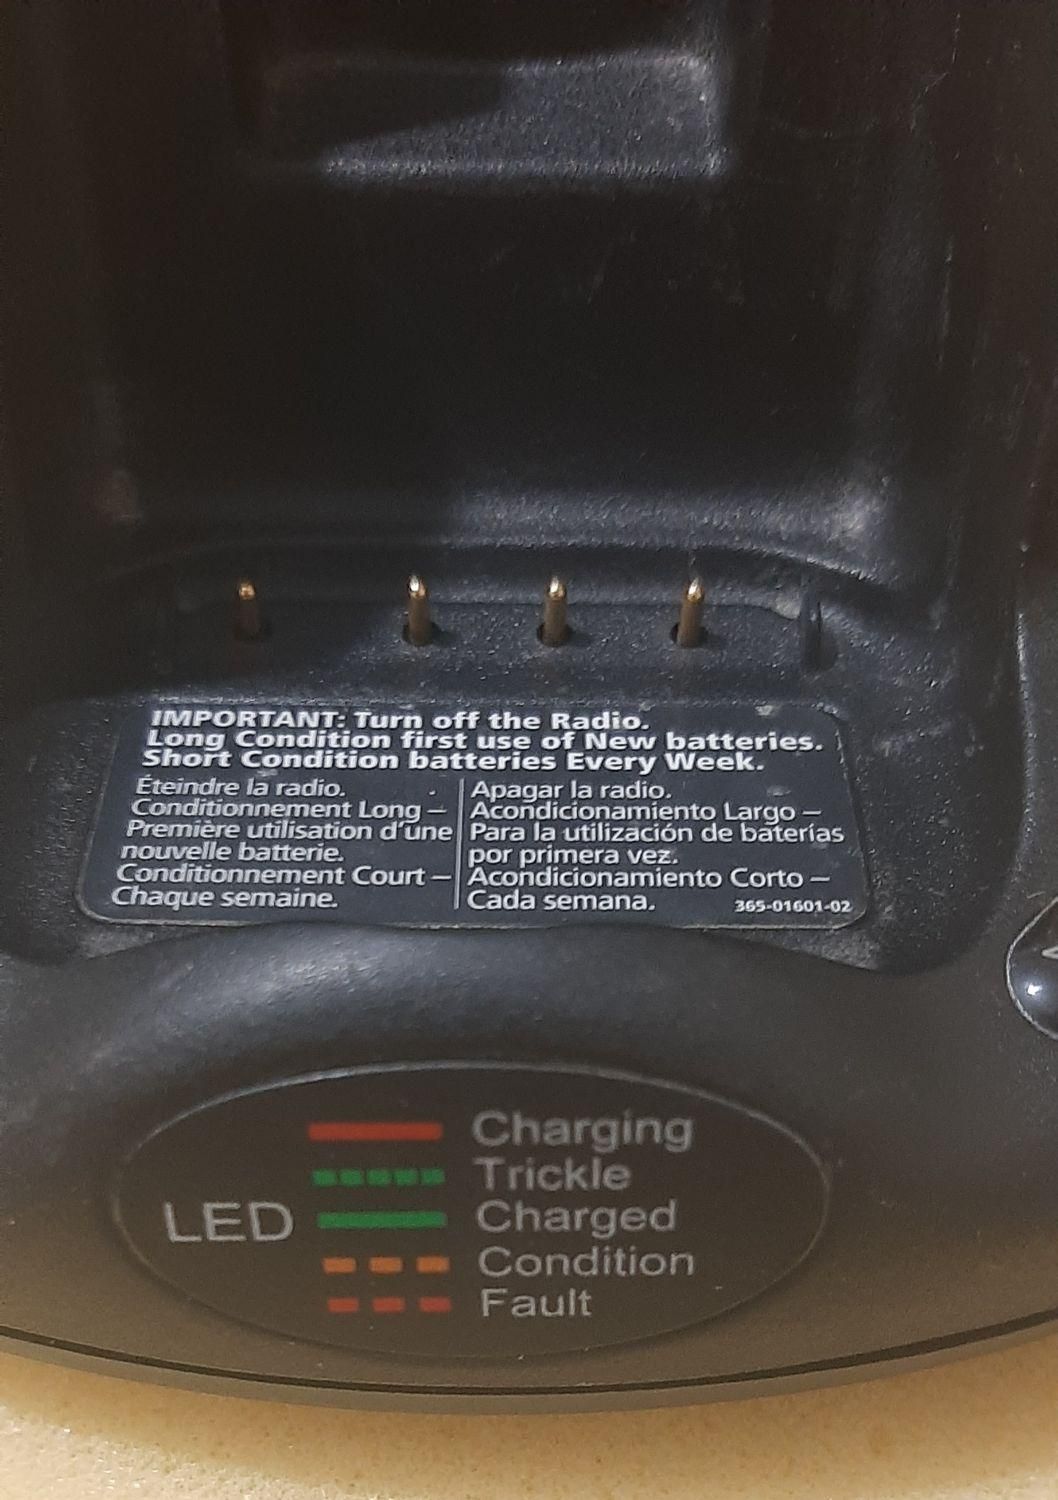 IMPORTANT: Turn off the Radio.
Long Condition first use of New batteries.
Short Condition batteries Every Week.
Éteindre la radio.
Conditionnement Long –
Première utilisation d'une
nouvelle batterie.
Conditionnement Court –
Chaque semaine.
Apagar la radio.
Acondicionamiento Largo –
Para la utilización de baterías
por primera vez.
Acondicionamiento Corto –
Cada semana.
365-01601-02
LED
Charging
Trickle
Charged
Condition
Fault